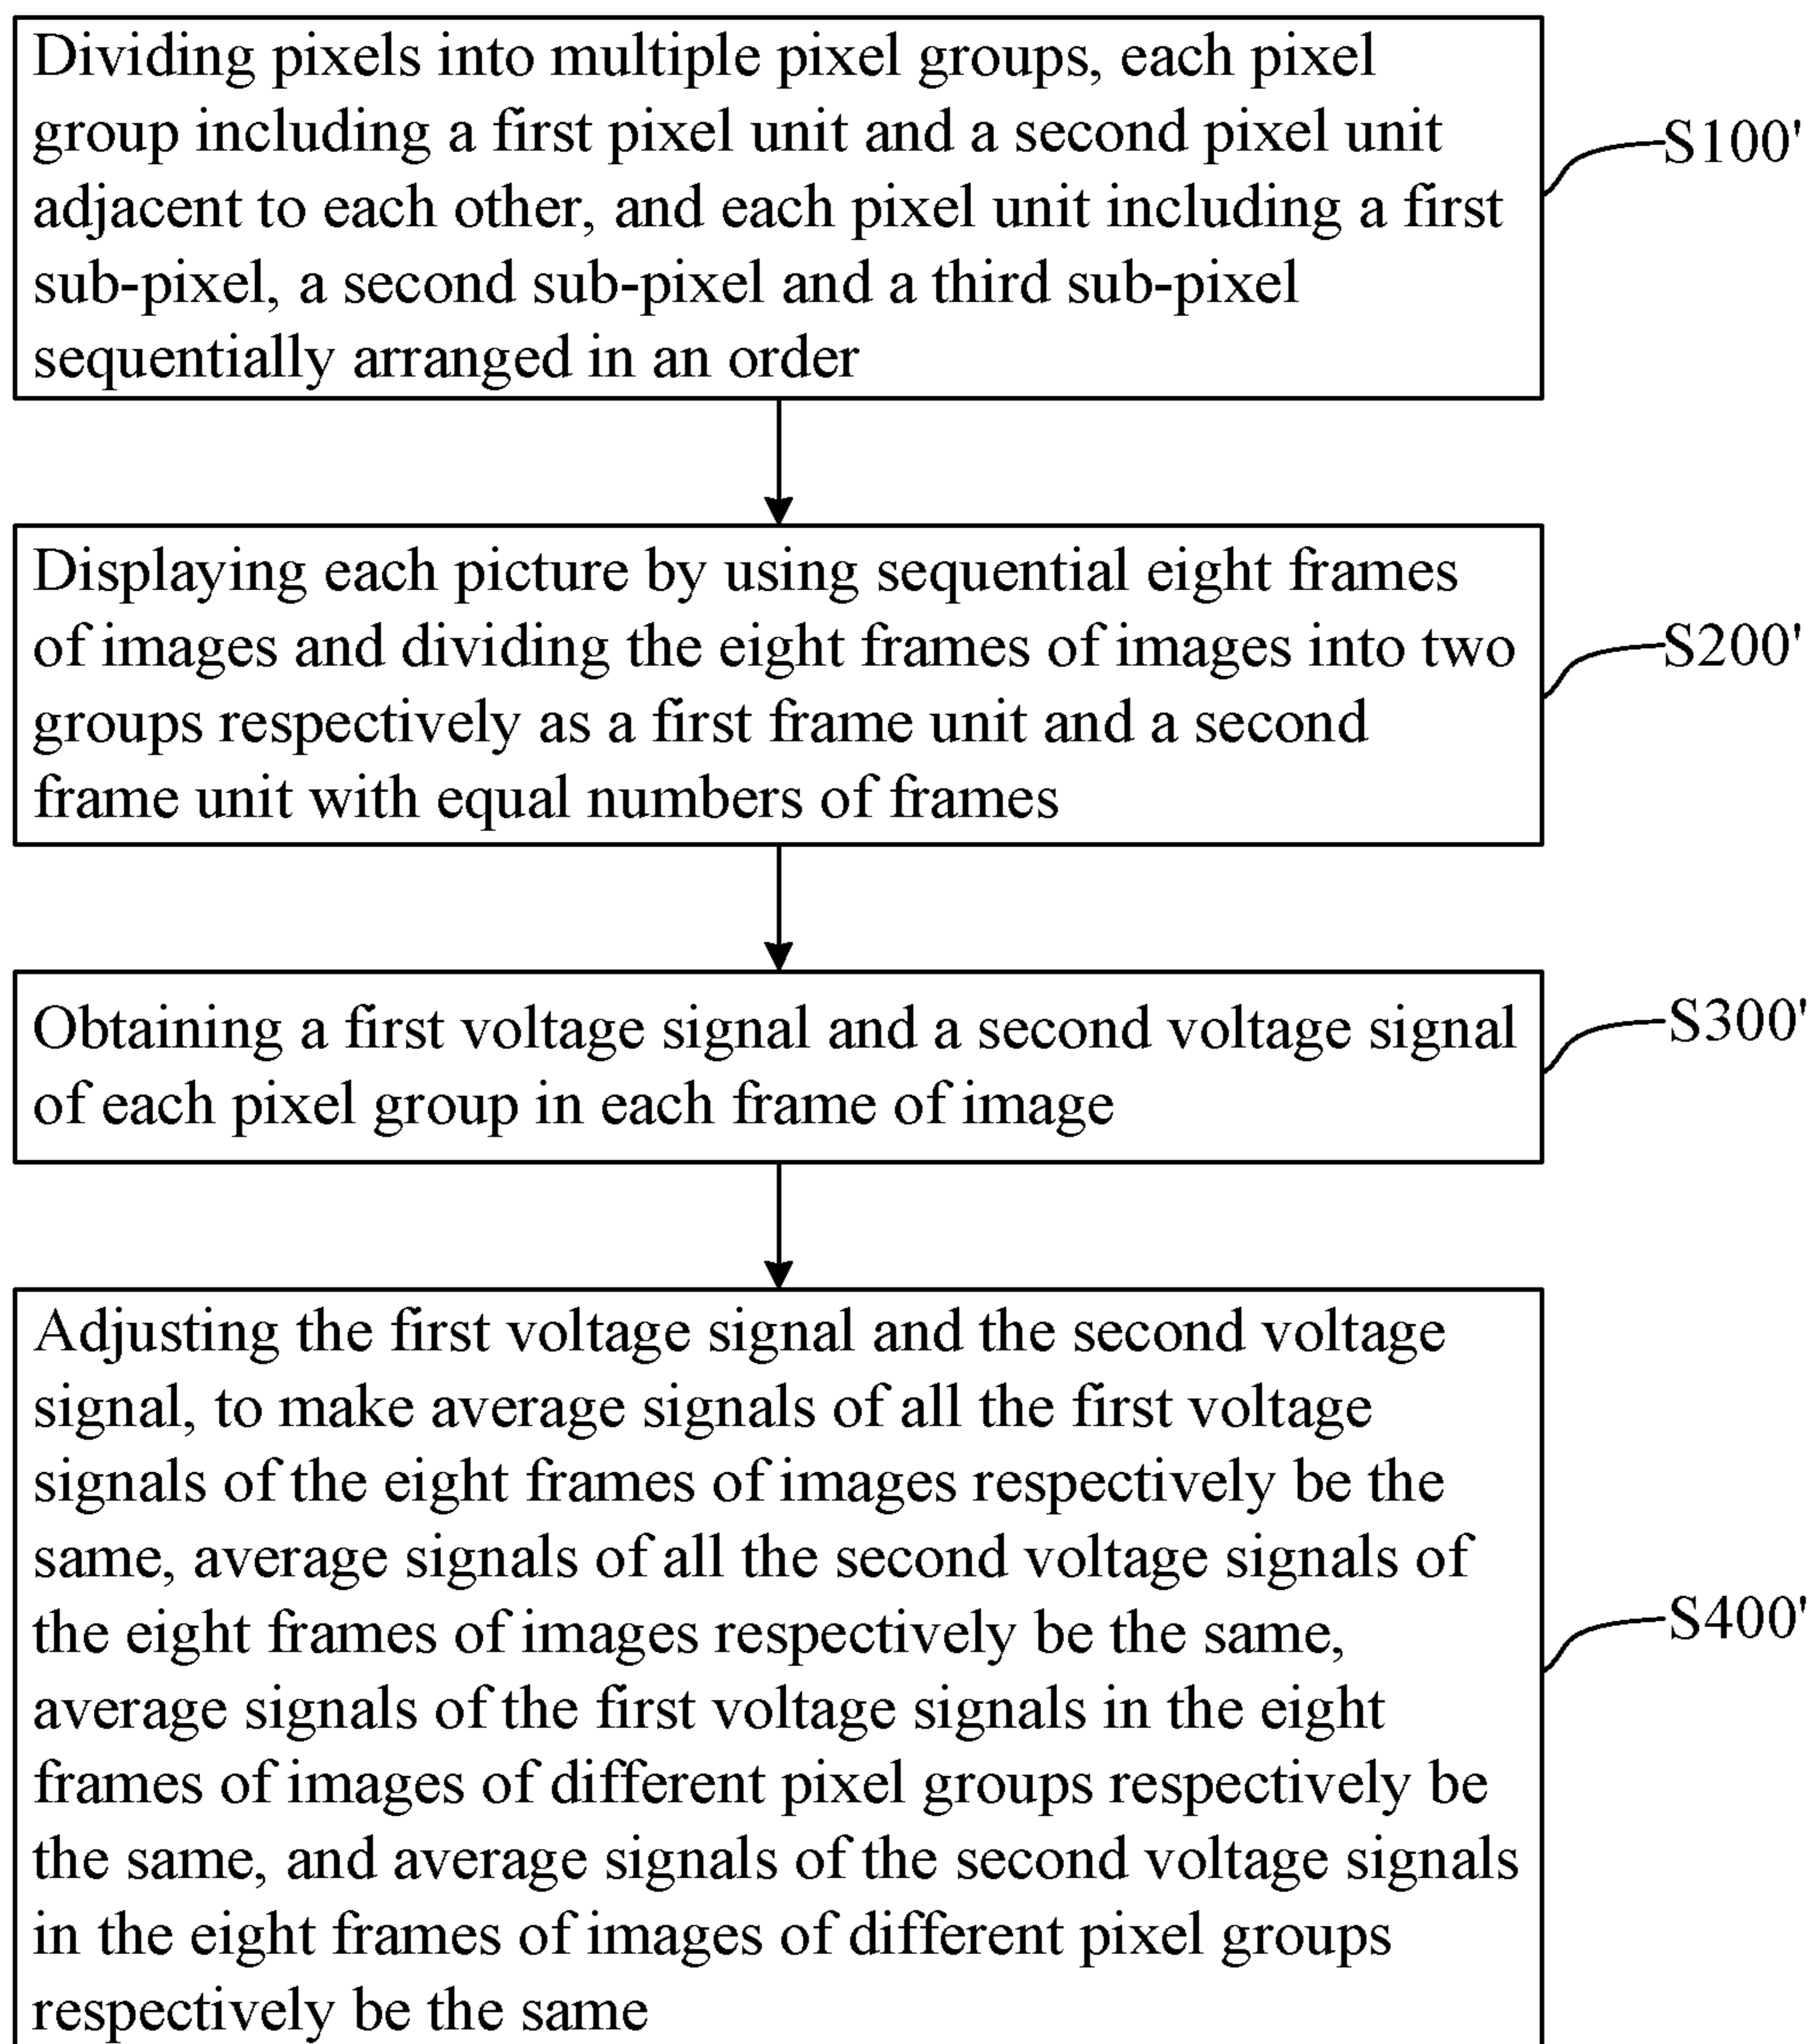 Dividing pixels into multiple pixel groups, each pixel
group including a first pixel unit and a second pixel unit
adjacent to each other, and each pixel unit including a first
sub-pixel, a second sub-pixel and a third sub-pixel
sequentially arranged in an order
S100'
Displaying each picture by using sequential eight frames
of images and dividing the eight frames of images into two
groups respectively as a first frame unit and a second
frame unit with equal numbers of frames
S200'
Obtaining a first voltage signal and a second voltage signal
of each pixel group in each frame of image
S300'
Adjusting the first voltage signal and the second voltage
signal, to make average signals of all the first voltage
signals of the eight frames of images respectively be the
same, average signals of all the second voltage signals of
the eight frames of images respectively be the same,
average signals of the first voltage signals in the eight
frames of images of different pixel groups respectively be
the same, and average signals of the second voltage signals
in the eight frames of images of different pixel groups
respectively be the same
S400'